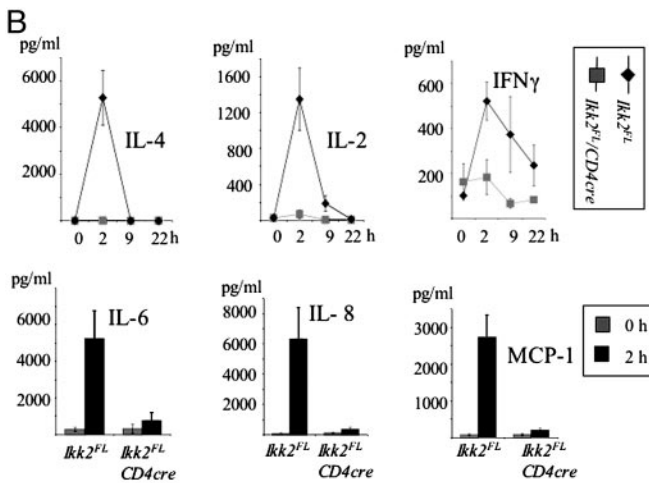 B
pg/ml
6000
4000
2000
IL-4
0 2 9 22 h
pg/ml
1600
1200
800
400
IL-2
0 2 9 22 h
pg/ml
600
400
200
IFNγ
0 2 9 22 h
Ikk2FL/CD4cre
Ikk2FL
pg/ml
6000
4000
2000
IL-6
Ikk2FL Ikk2FL
CD4cre
pg/ml
8000
6000
4000
2000
IL- 8
Ikk2FL Ikk2FL
CD4cre
pg/ml
3000
2000
1000
MCP-1
Ikk2FL Ikk2FL
CD4cre
0 h
2 h